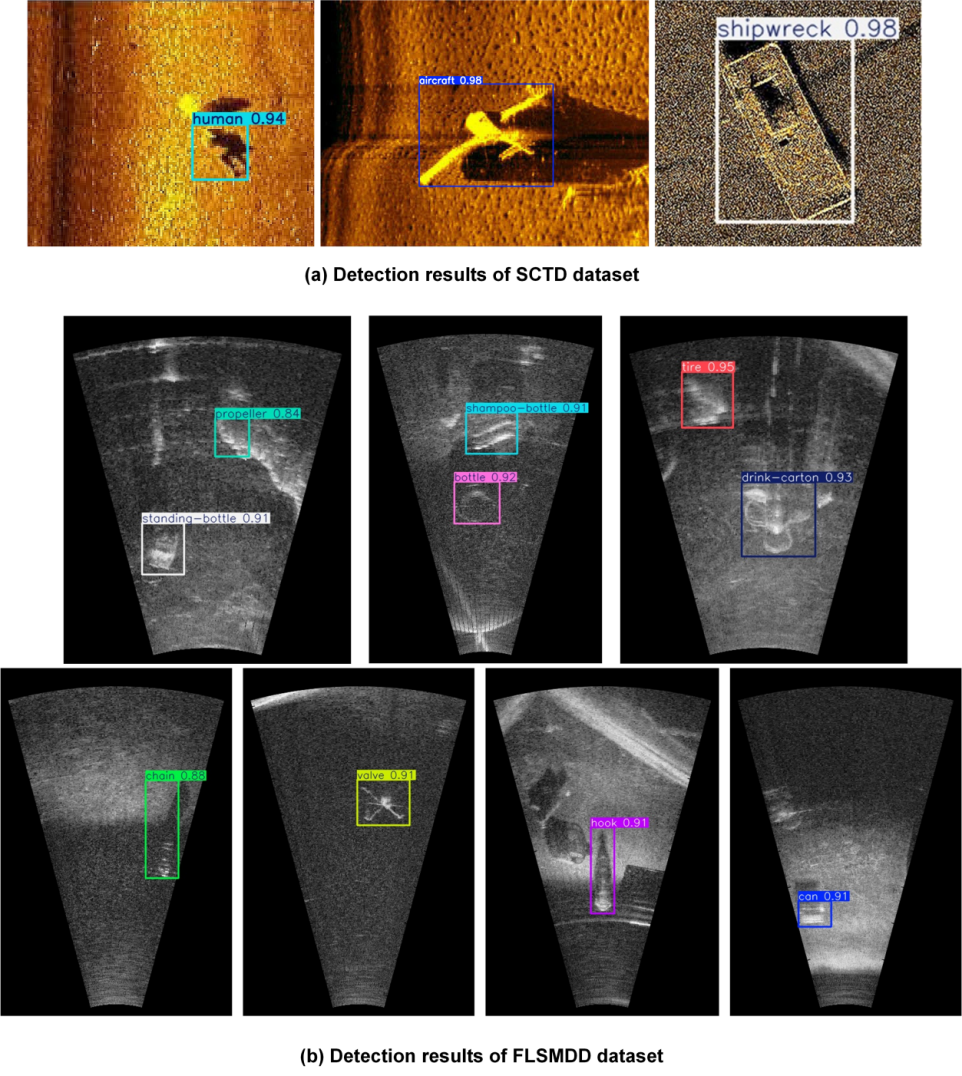 human 0.94
aircraft 0.98
shipwreck 0.98
(a) Detection results of SCTD dataset
propeller 0.84
standing-bottle 0.91
shampoo-bottle 0.91
bottle 0.92
tire 0.95
drink-carton 0.93
chain 0.88
valve 0.91
hook 0.91
can 0.91
(b) Detection results of FLSMDD dataset